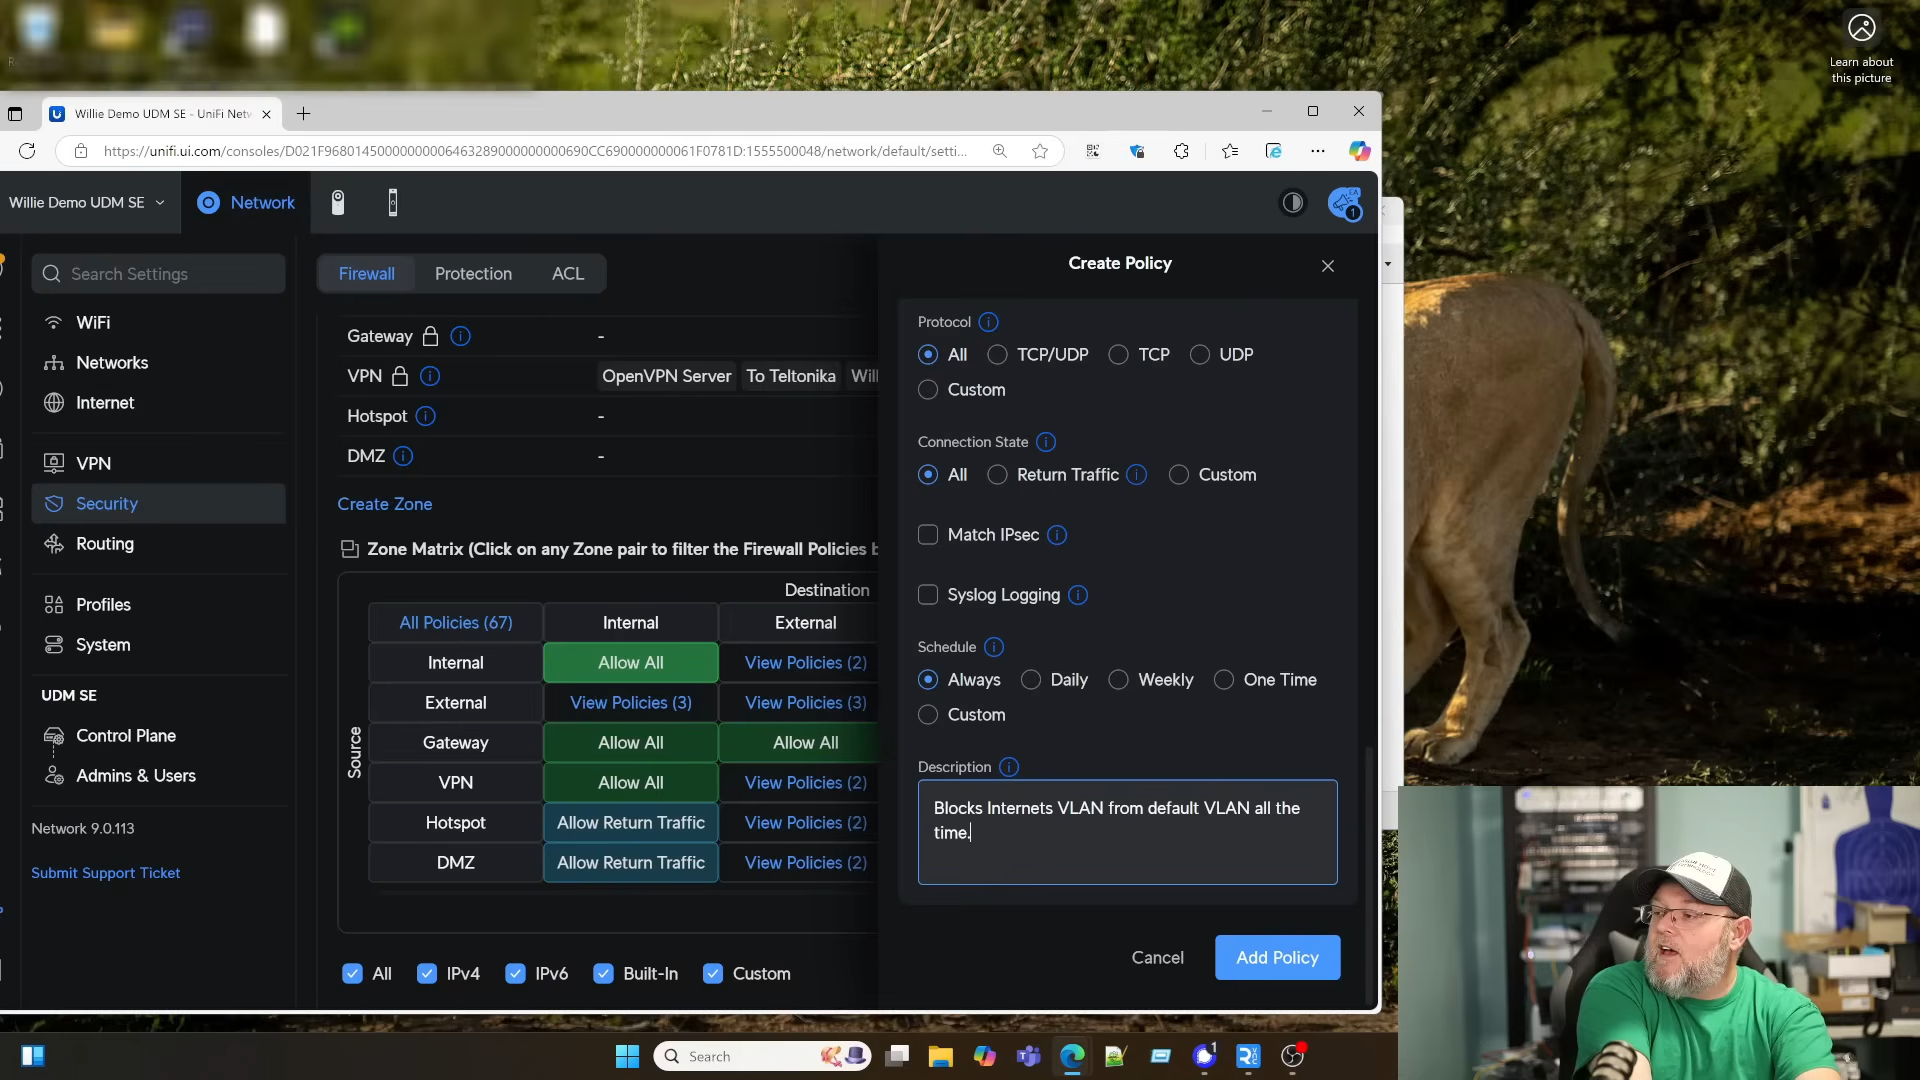 Learn about
this picture
Willie Demo UDM SE - UniFi Netw
https://unifi.ui.com/consoles/D021F96801450000000006463289000000000690CC690000000061F0781D:1555500048/network/default/setti...
Willie Demo UDM SE
Network
EA
1
Search Settings
WiFi
Networks
Internet
VPN
Security
Routing
Profiles
System
UDM SE
Control Plane
Admins & Users
Network 9.0.113
Submit Support Ticket
Firewall
Protection
ACL
Gateway
-
VPN
OpenVPN Server
To Teltonika
Will
Hotspot
-
DMZ
-
Create Zone
Zone Matrix (Click on any Zone pair to filter the Firewall Policies b
Destination
Source
All Policies (67)
Internal
External
Internal
Allow All
View Policies (2)
External
View Policies (3)
View Policies (3)
Gateway
Allow All
Allow All
VPN
Allow All
View Policies (2)
Hotspot
Allow Return Traffic
View Policies (2)
DMZ
Allow Return Traffic
View Policies (2)
All
IPv4
IPv6
Built-In
Custom
Create Policy
Protocol
All
TCP/UDP
TCP
UDP
Custom
Connection State
All
Return Traffic
Custom
Match IPsec
Syslog Logging
Schedule
Always
Daily
Weekly
One Time
Custom
Description
Blocks Internets VLAN from default VLAN all the
time.
Cancel
Add Policy
Search
1